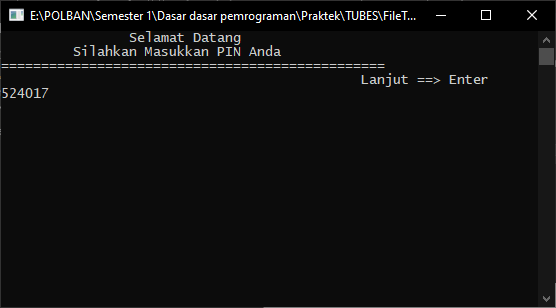 E:\POLBAN\Semester 1\Dasar dasar pemrograman\Praktek\TUBES\FileT...
Selamat Datang
Silahkan Masukkan PIN Anda
================================================
Lanjut ==> Enter
524017